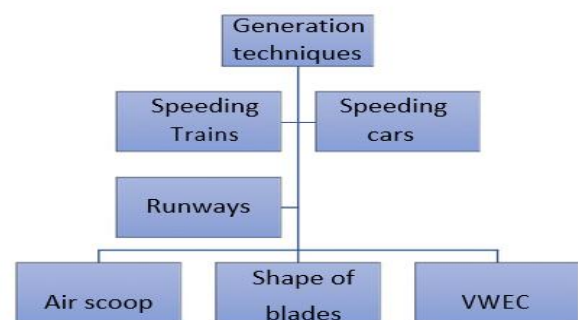 Generation
techniques
Speeding
Trains
Speeding
cars
Runways
Air scoop
Shape of
blades
VWEC